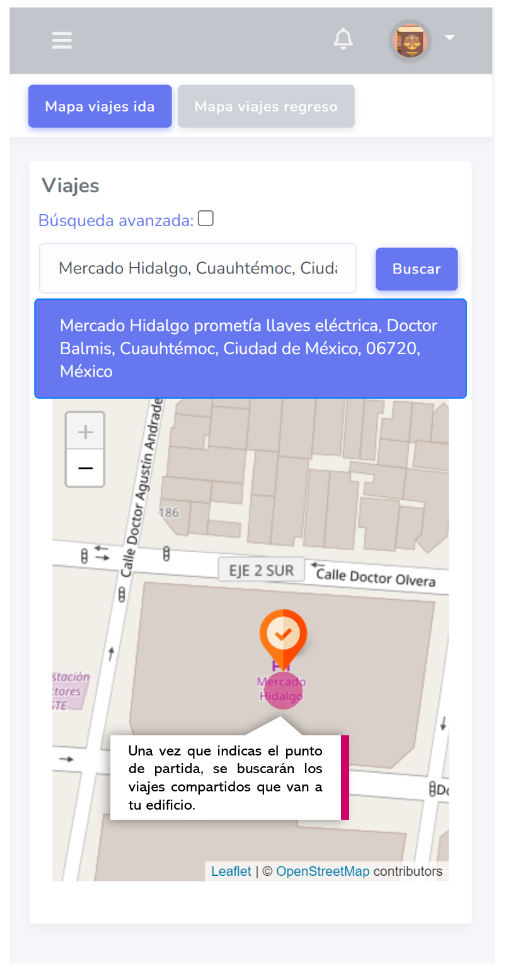 Mapa viajes ida
Mapa viajes regreso
Viajes
Búsqueda avanzada:
Mercado Hidalgo, Cuauhtémoc, Ciuda
Buscar
Mercado Hidalgo prometía llaves eléctrica, Doctor
Balmis, Cuauhtémoc, Ciudad de México, 06720,
México
+
−
Calle Doctor Agustín Andrade
186
EJE 2 SUR
Calle Doctor Olvera
Mercado
Hidalgo
stación
ctores
STE
Una vez que indicas el punto
de partida, se buscarán los
viajes compartidos que van a
tu edificio.
Do
Leaflet | © OpenStreetMap contributors